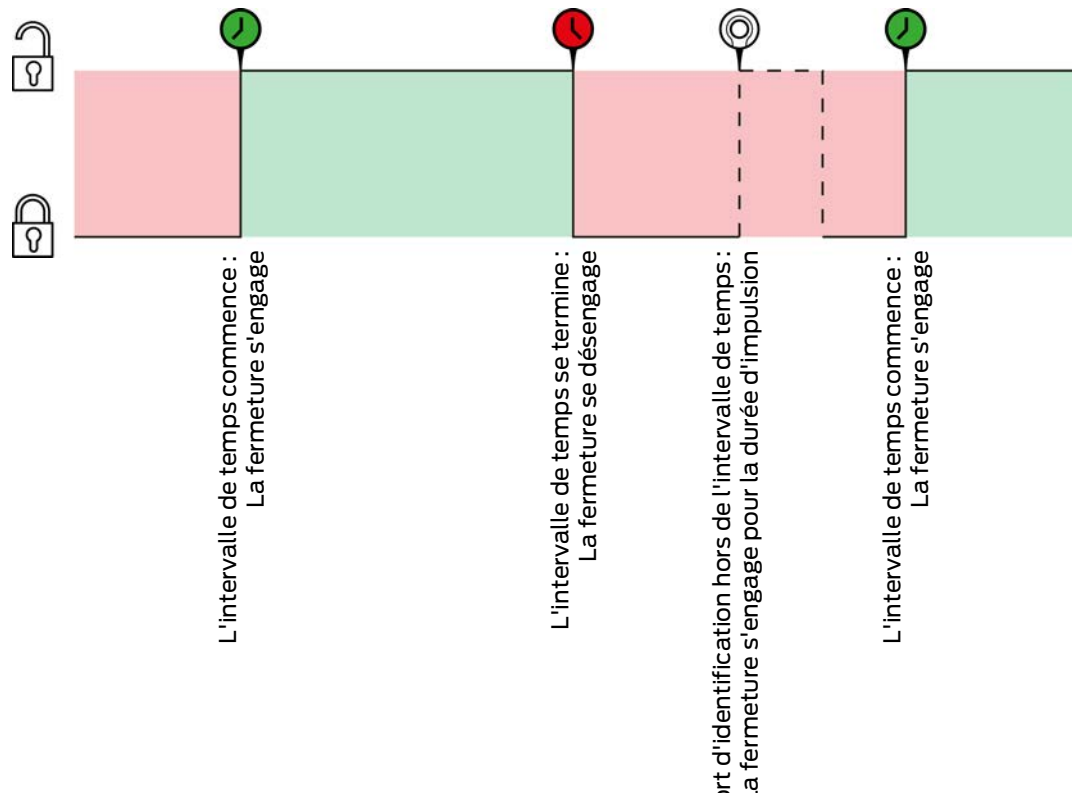 L'intervalle de temps commence :
La fermeture s'engage
L'intervalle de temps se termine :
La fermeture se désengage
d'identification hors de l'intervalle de temps :
fermeture s'engage pour la durée d'impulsion
L'intervalle de temps commence :
La fermeture s'engage